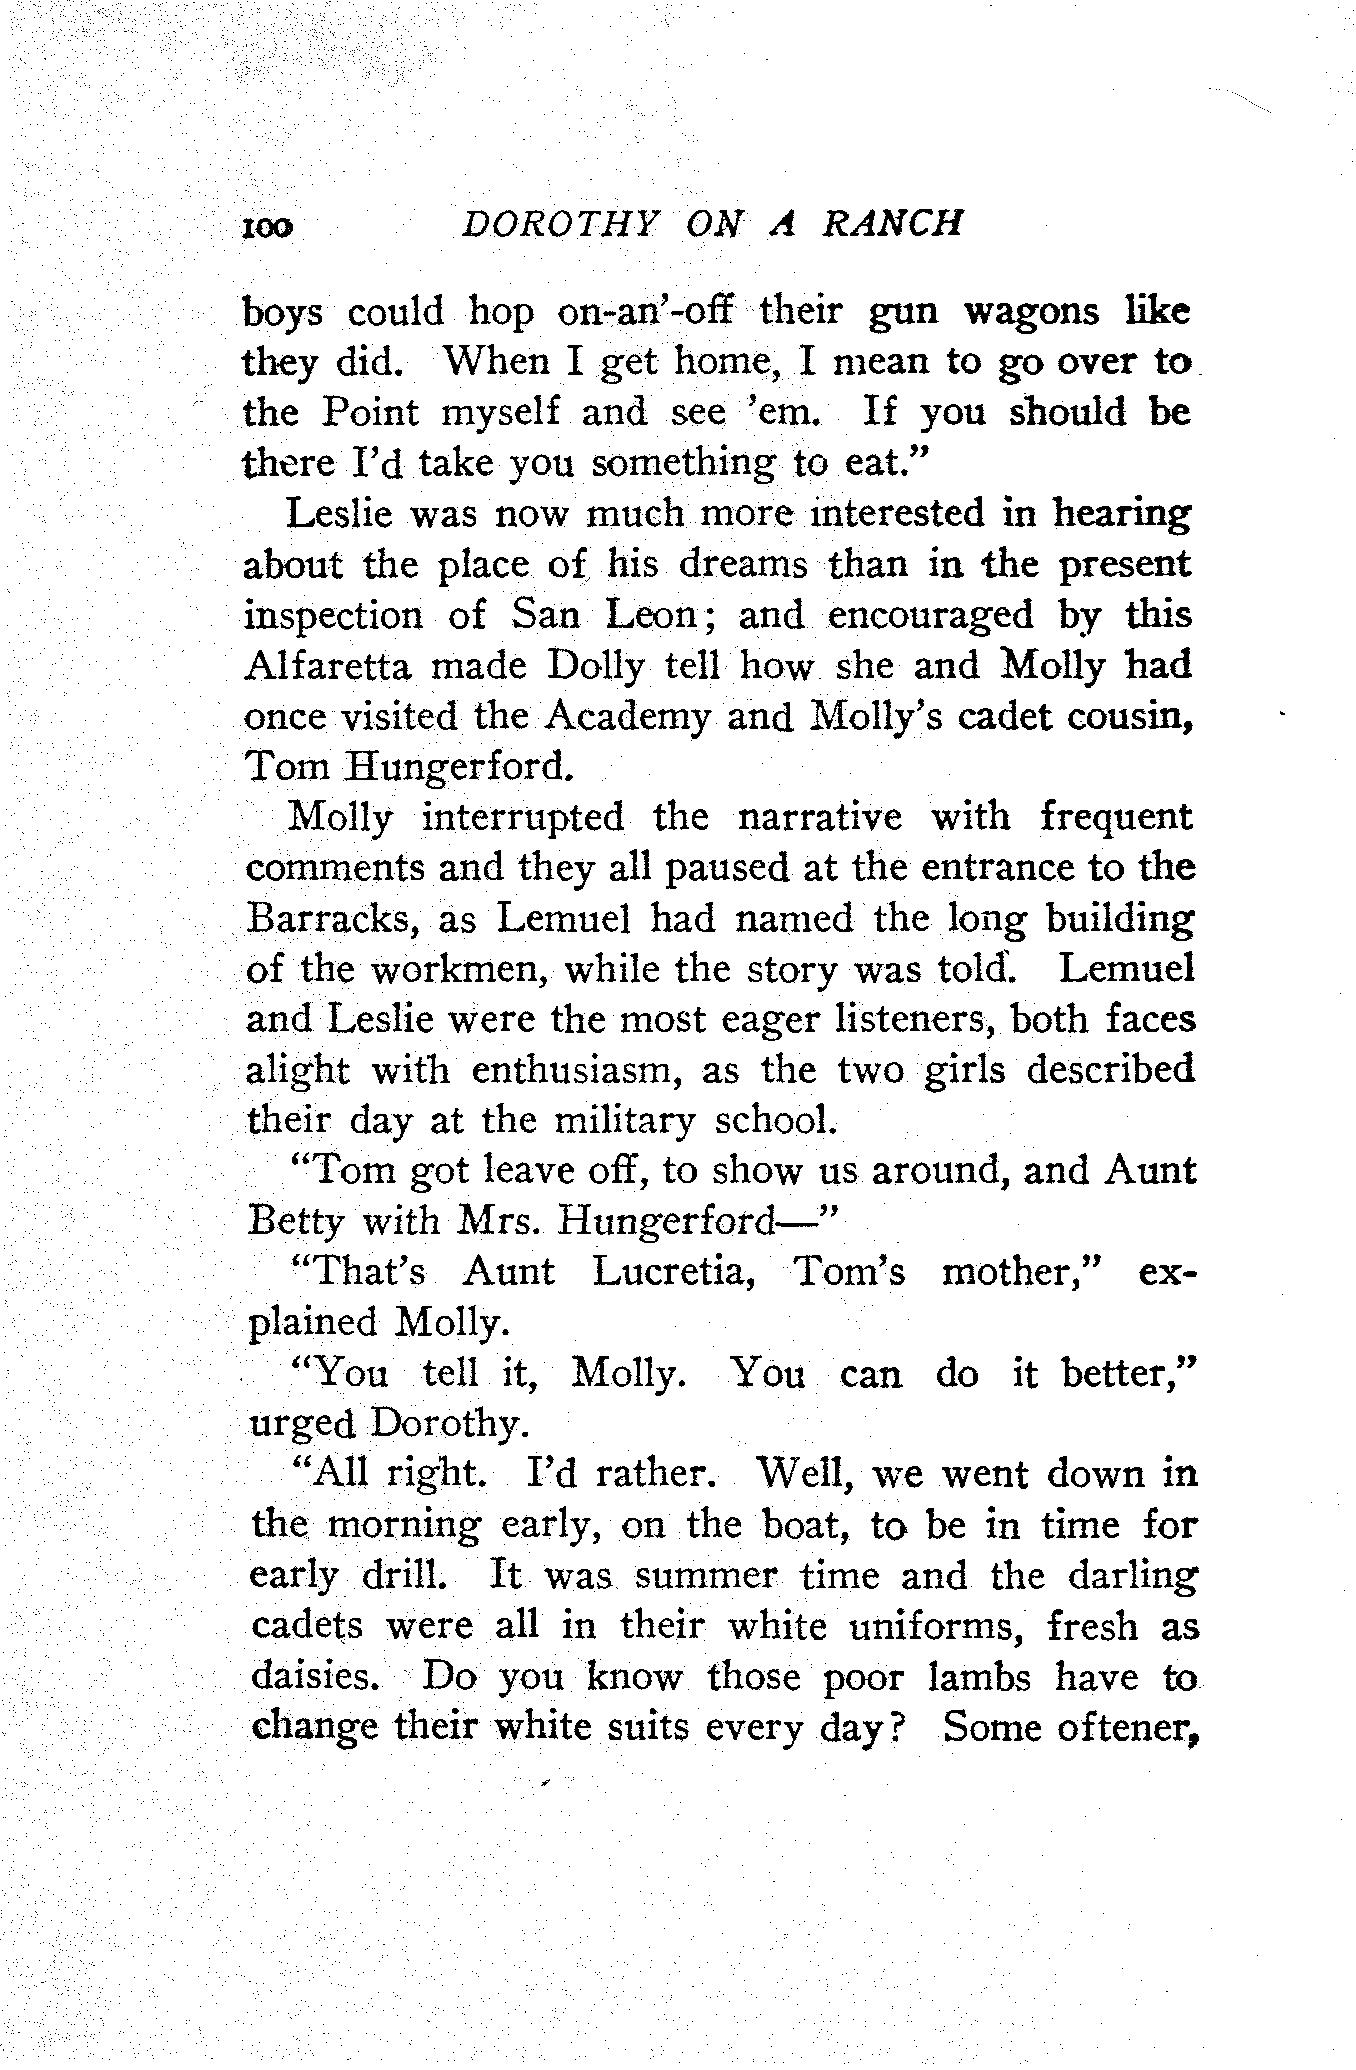 100 DOROTHY ON A RANCH
boys could hop on-an'-off their gun wagons like
they did. When I get home, I mean to go over to
the Point myself and see 'em. If you should be
there I'd take you something to eat.”
Leslie was now much more interested in hearing
about the place of his dreams than in the present
inspection of San Leon; and encouraged by this
Alfaretta made Dolly tell how she and Molly had
once visited the Academy and Molly's cadet cousin,
Tom Hungerford.
Molly interrupted the narrative with frequent
comments and they all paused at the entrance to the
Barracks, as Lemuel had named the long building
of the workmen, while the story was told. Lemuel
and Leslie were the most eager listeners, both faces
alight with enthusiasm, as the two girls described
their day at the military school.
“Tom got leave off, to show us around, and Aunt
Betty with Mrs. Hungerford—”
“That's Aunt Lucretia, Tom's mother,” ex-
plained Molly.
“You tell it, Molly. You can do it better,”
urged Dorothy.
“All right. I'd rather. Well, we went down in
the morning early, on the boat, to be in time for
early drill. It was summer time and the darling
cadets were all in their white uniforms, fresh as
daisies. Do you know those poor lambs have to
change their white suits every day? Some oftener,